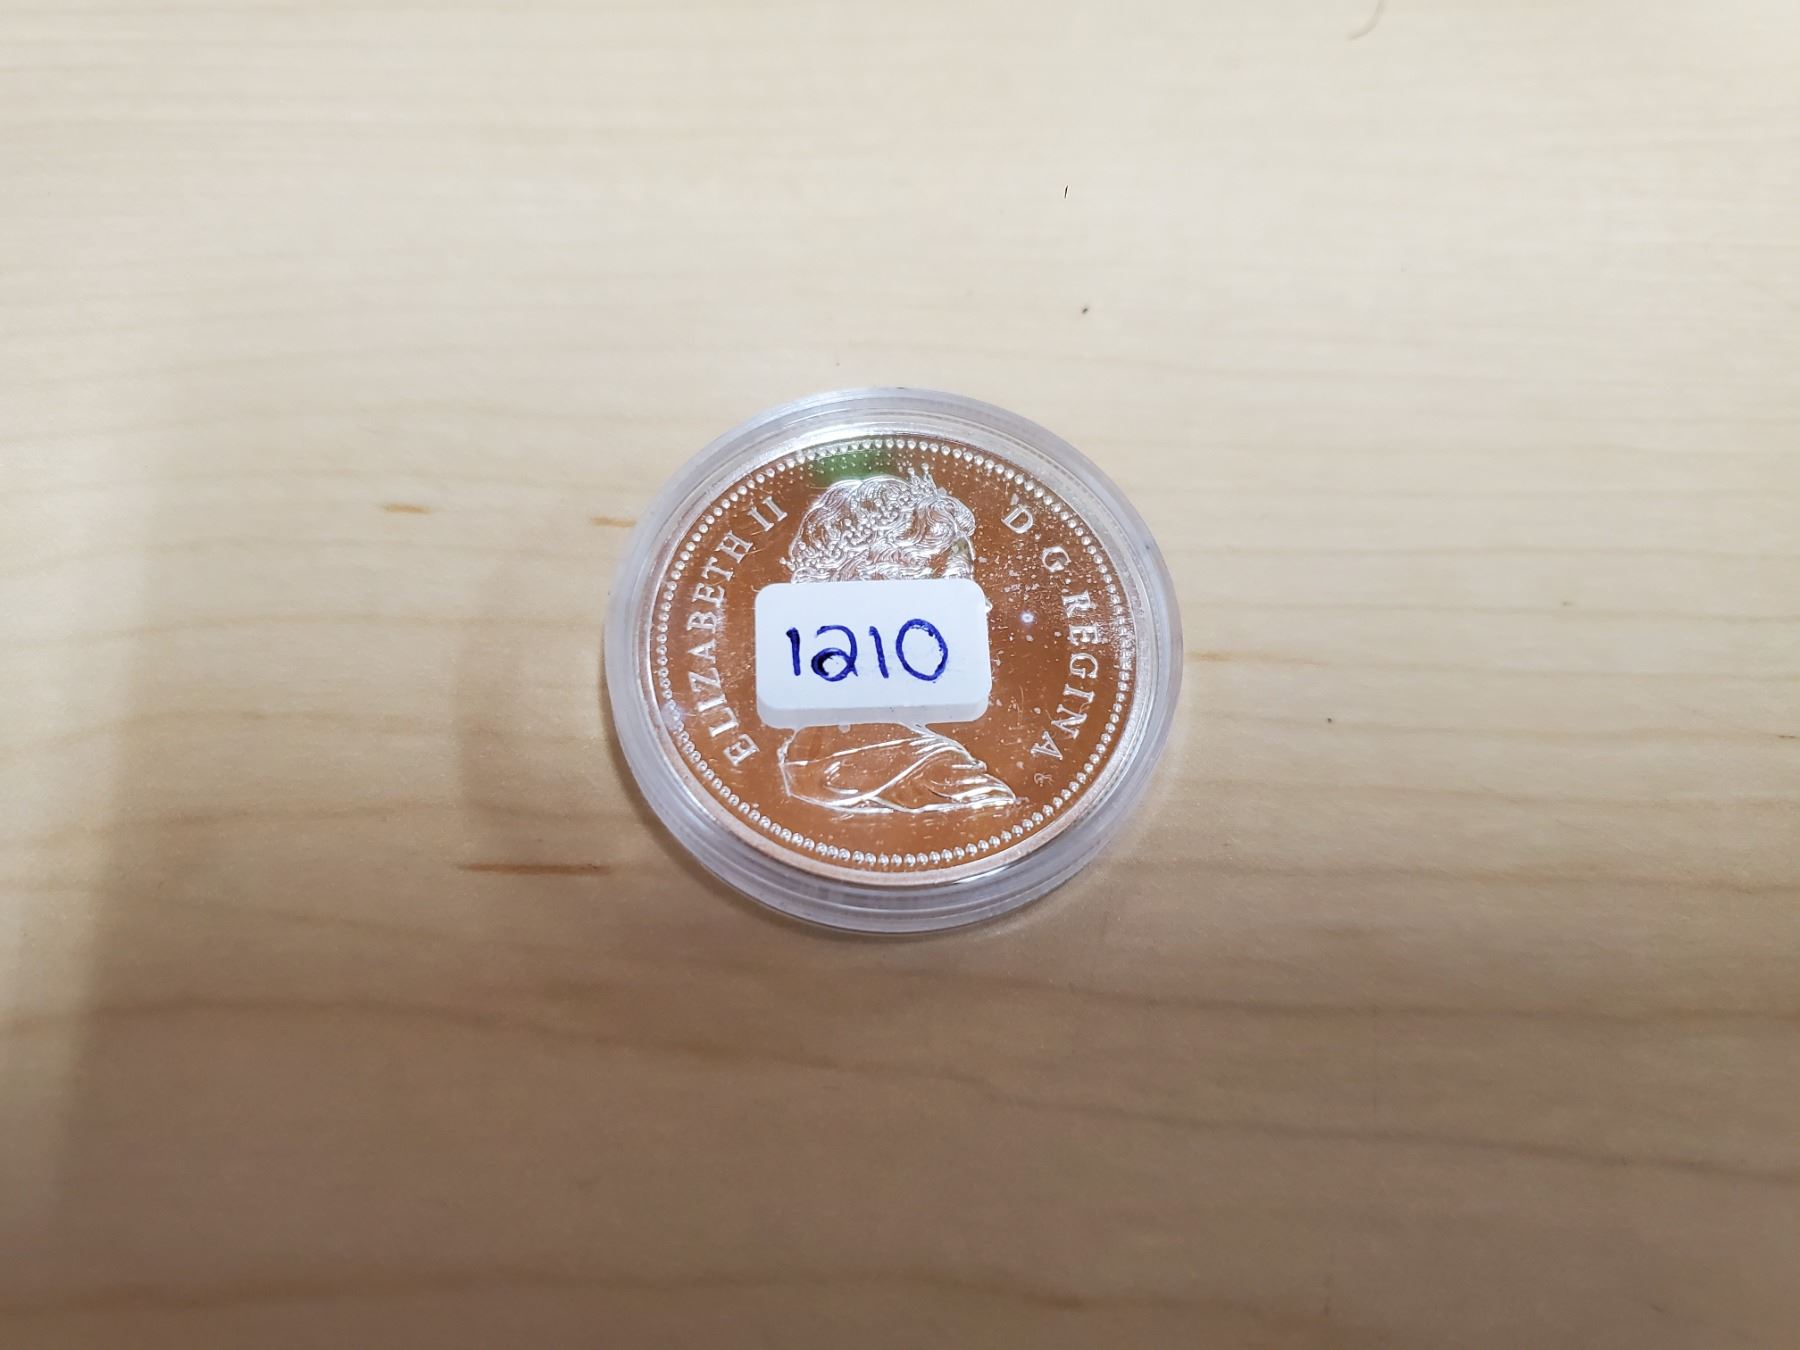 ELIZABETH II
D·G·REGINA
1210